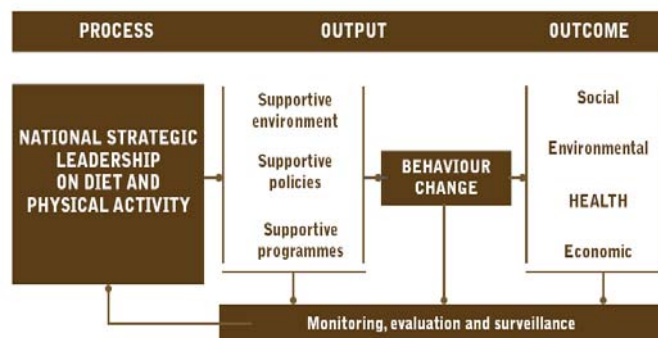 PROCESS
OUTPUT
OUTCOME
NATIONAL STRATEGIC
LEADERSHIP
ON DIET AND
PHYSICAL ACTIVITY
Supportive
environment
Supportive
policies
Supportive
programmes
BEHAVIOUR
CHANGE
Social
Environmental
HEALTH
Economic
Monitoring, evaluation and surveillance